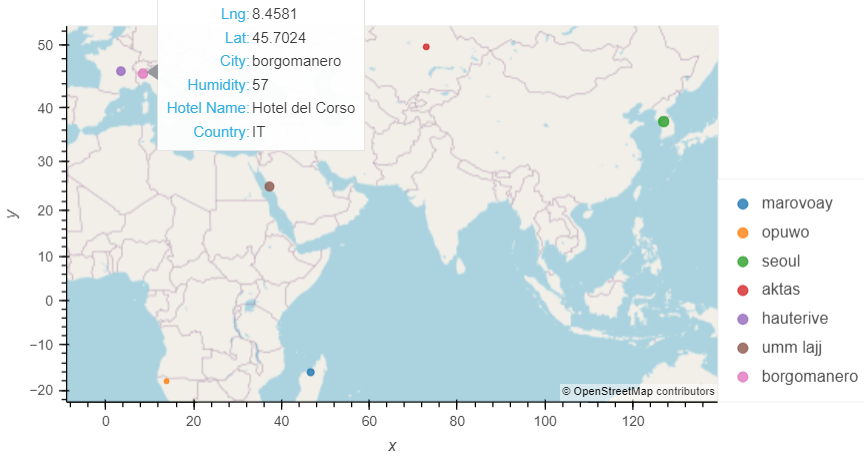 Lng: 8.4581
Lat: 45.7024
City: borgomanero
Humidity: 57
Hotel Name: Hotel del Corso
Country: IT
y
50
40
30
20
10
0
−10
−20
marovoay
opuwo
seoul
aktas
hauterive
umm lajj
borgomanero
© OpenStreetMap contributors
0 20 40 60 80 100 120
x